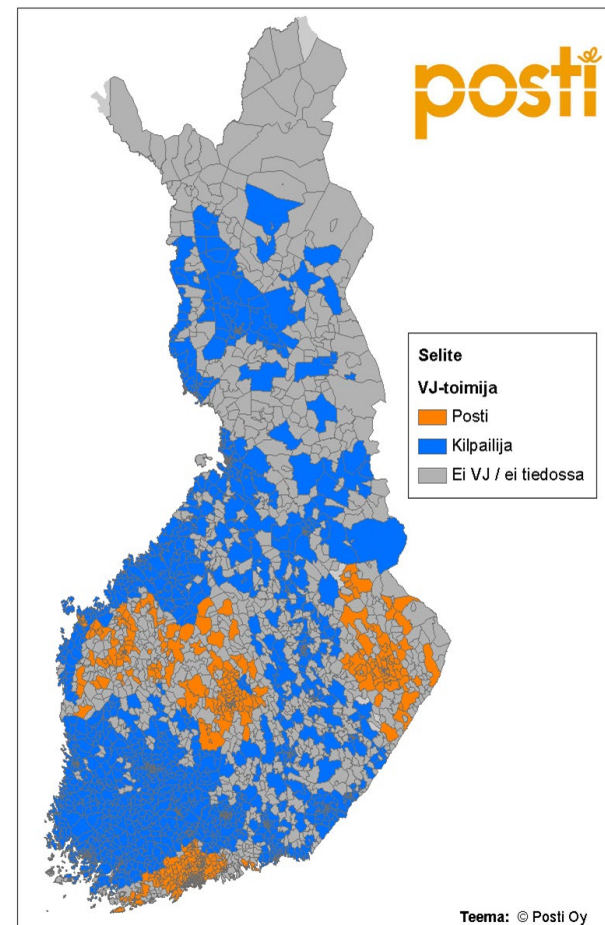 posti
Selite
VJ-toimija
Posti
Kilpailija
Ei VJ / ei tiedossa
Teema: © Posti Oy